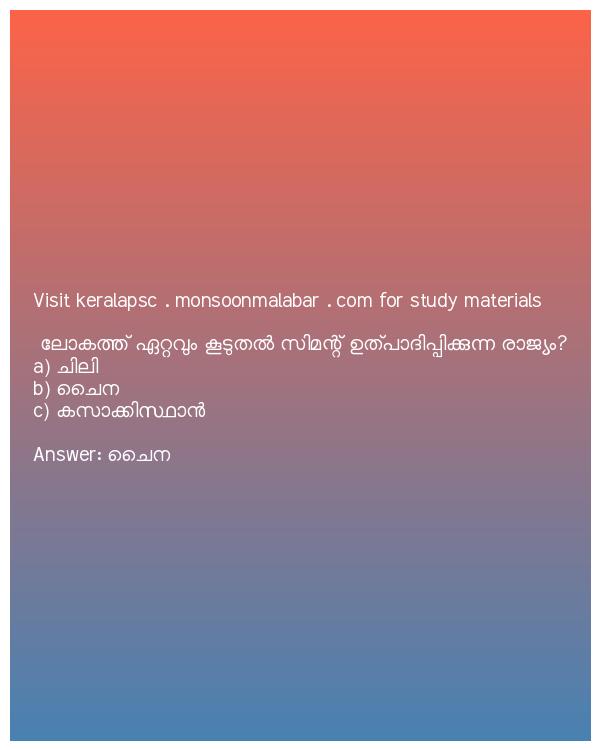 Visit keralapsc . monsoonmalabar . com for study materials
ലോകത്ത് ഏറ്റവും കൂടുതൽ സിമന്റ് ഉത്പാദിപ്പിക്കുന്ന രാജ്യം?
a) ചിലി
b) ചൈന
c) കസാക്കിസ്ഥാൻ
Answer: ചൈന